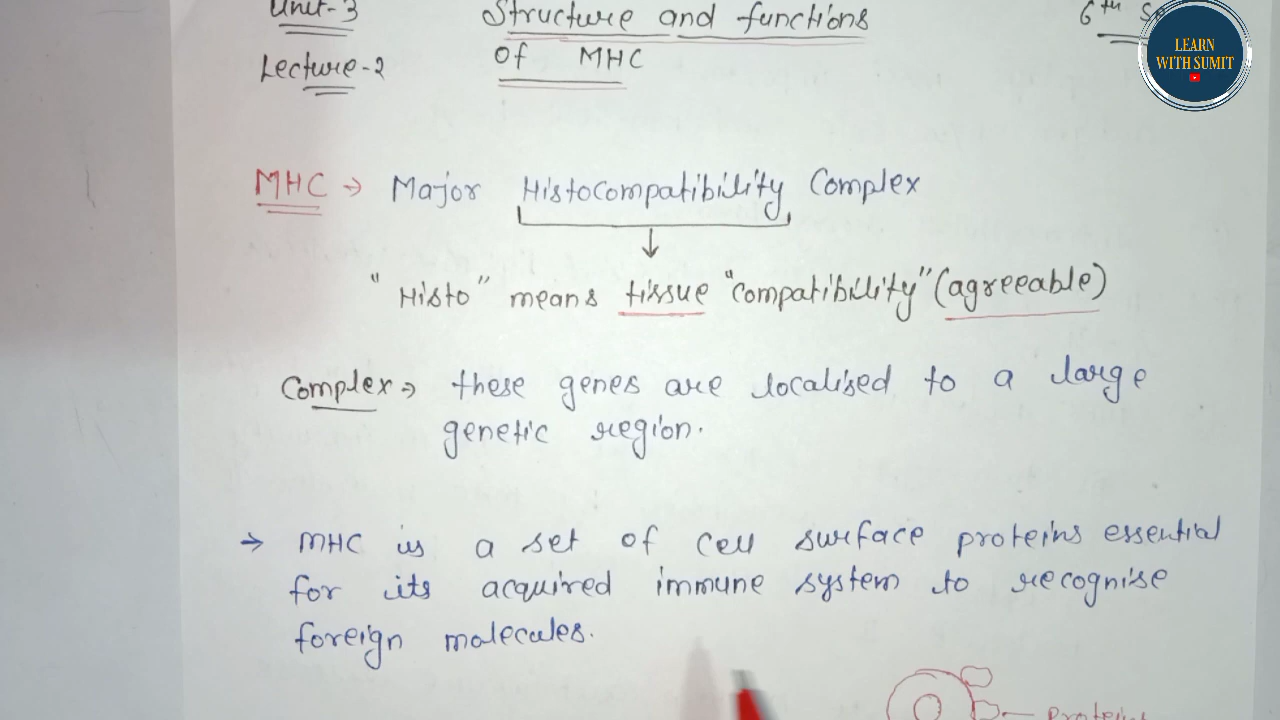 Unit-3
Structure and functions
6th Se
of MHC
Lecture-2
LEARN
WITH SUMIT
MHC → Major Histocompatibility Complex
↓
"Histo" means tissue "compatibility" (agreeable)
Complex → these genes are localised to a large
genetic region.
→ MHC is a set of cell surface proteins essential
for its acquired immune system to recognise
foreign molecules.
Proteins